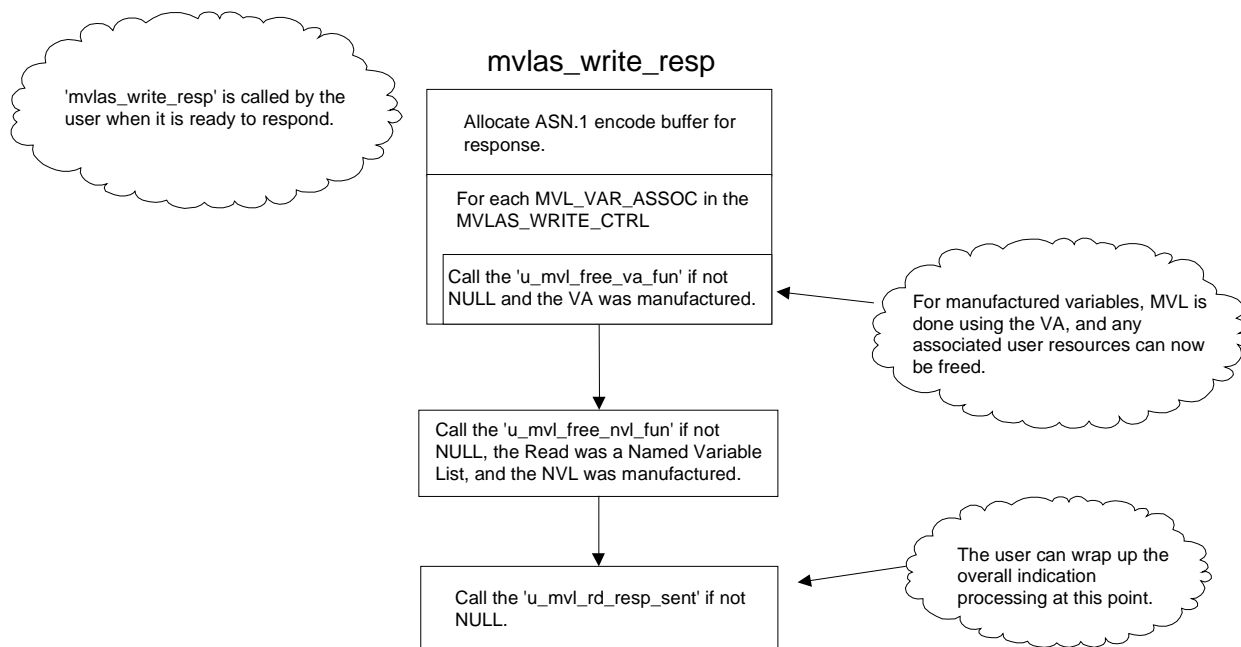 mvlas_write_resp
'mvlas_write_resp' is called by the
user when it is ready to respond.
Allocate ASN.1 encode buffer for
response.
For each MVL_VAR_ASSOC in the
MVLAS_WRITE_CTRL
Call the 'u_mvl_free_va_fun' if not
NULL and the VA was manufactured.
For manufactured variables, MVL is
done using the VA, and any
associated user resources can now
be freed.
Call the 'u_mvl_free_nvl_fun' if not
NULL, the Read was a Named Variable
List, and the NVL was manufactured.
Call the 'u_mvl_rd_resp_sent' if not
NULL.
The user can wrap up the
overall indication
processing at this point.